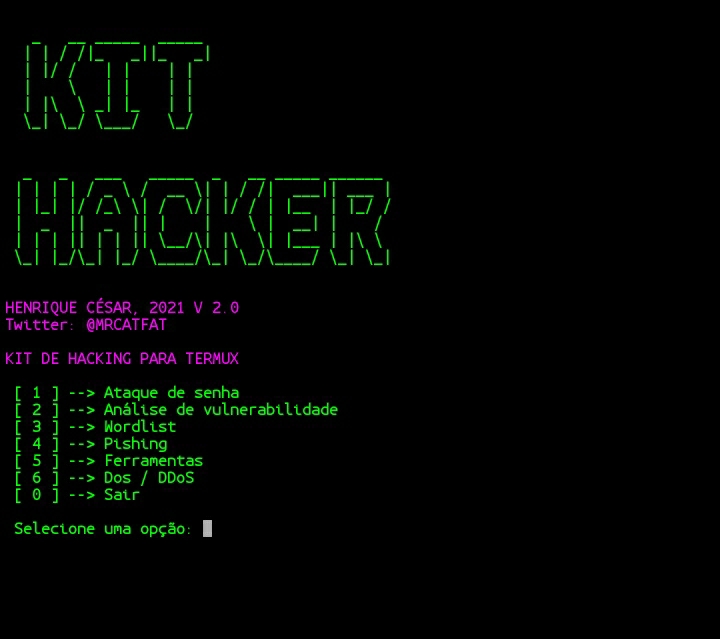 KIT
HACKER
HENRIQUE CÉSAR, 2021 V 2.0
Twitter: @MRCATFAT
KIT DE HACKING PARA TERMUX
[ 1 ] --> Ataque de senha
[ 2 ] --> Análise de vulnerabilidade
[ 3 ] --> Wordlist
[ 4 ] --> Pishing
[ 5 ] --> Ferramentas
[ 6 ] --> Dos / DDoS
[ 0 ] --> Sair
Selecione uma opção: